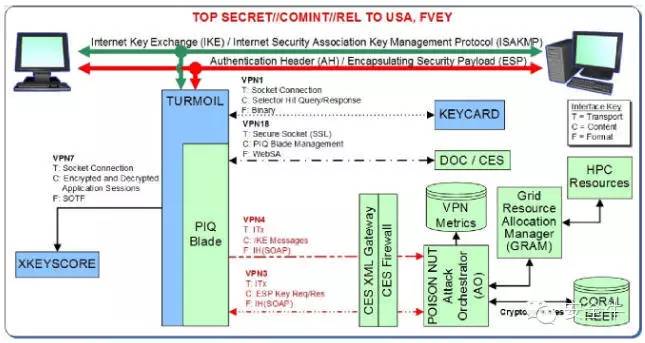 TOP SECRET//COMINT//REL TO USA, FVEY
Internet Key Exchange (IKE) / Internet Security Association Key Management Protocol (ISAKMP)
Authentication Header (AH) / Encapsulating Security Payload (ESP)
VPN1
T: Socket Connection
C: Selector Hit Query/Response
F: Binary
TURMOIL
KEYCARD
Interface Key:
T = Transport
C = Content
F = Format
VPN18
T: Secure Socket (SSL)
C: PIQ Blade Management
F: WebSA
DOC / CES
VPN7
T: Socket Connection
C: Encrypted and Decrypted
Application Sessions
F: SOTF
XKEYSCORE
PIQ
Blade
VPN4
T: ITx
C: IKE Messages
F: IH(SOAP)
VPN3
T: ITx
C: ESP Key Req/Res
F: IH(SOAP)
CES XML Gateway
CES Firewall
VPN
Metrics
POISON NUT
Attack
Orchestrator
(AO)
Grid
Resource
Allocation
Manager
(GRAM)
HPC
Resources
CORAL
REEF